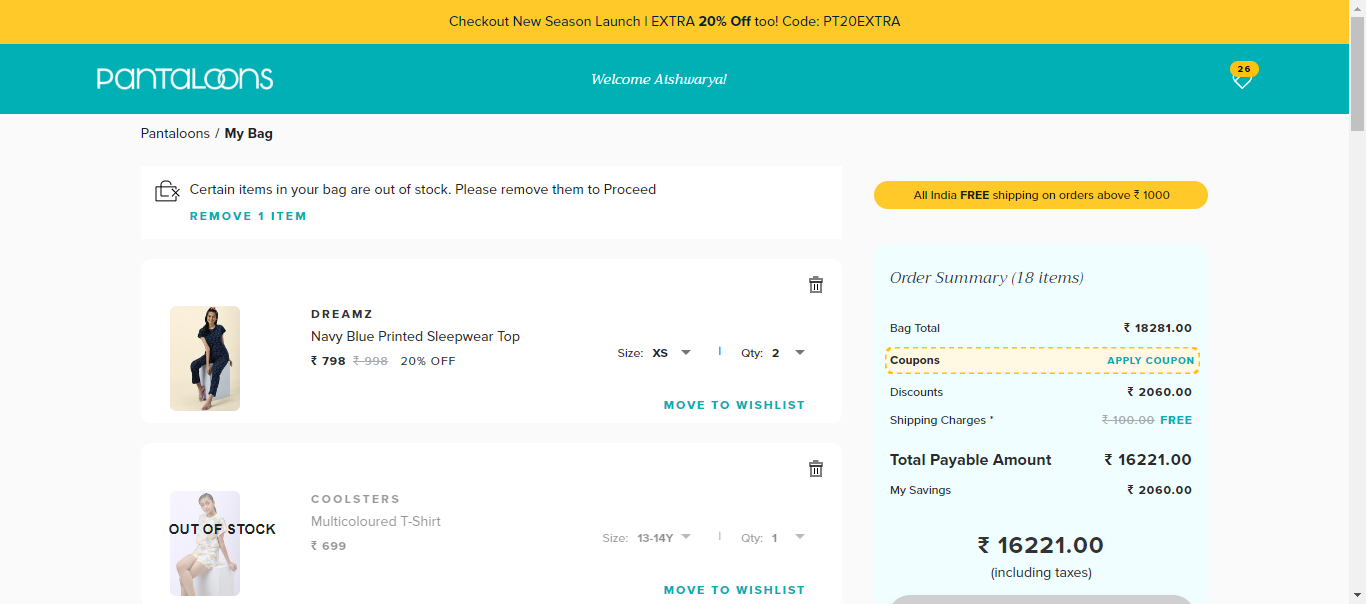 Checkout New Season Launch | EXTRA 20% Off too! Code: PT20EXTRA
PANTALOONS
Welcome Aishwarya!
26
Pantaloons / My Bag
Certain items in your bag are out of stock. Please remove them to Proceed
REMOVE 1 ITEM
DREAMZ
Navy Blue Printed Sleepwear Top
₹ 798 ₹ 998 20% OFF
Size: XS | Qty: 2
MOVE TO WISHLIST
OUT OF STOCK
COOLSTERS
Multicoloured T-Shirt
₹ 699
Size: 13-14Y | Qty: 1
MOVE TO WISHLIST
All India FREE shipping on orders above ₹ 1000
Order Summary (18 items)
Bag Total ₹ 18281.00
Coupons APPLY COUPON
Discounts ₹ 2060.00
Shipping Charges * ₹ 100.00 FREE
Total Payable Amount ₹ 16221.00
My Savings ₹ 2060.00
₹ 16221.00
(including taxes)